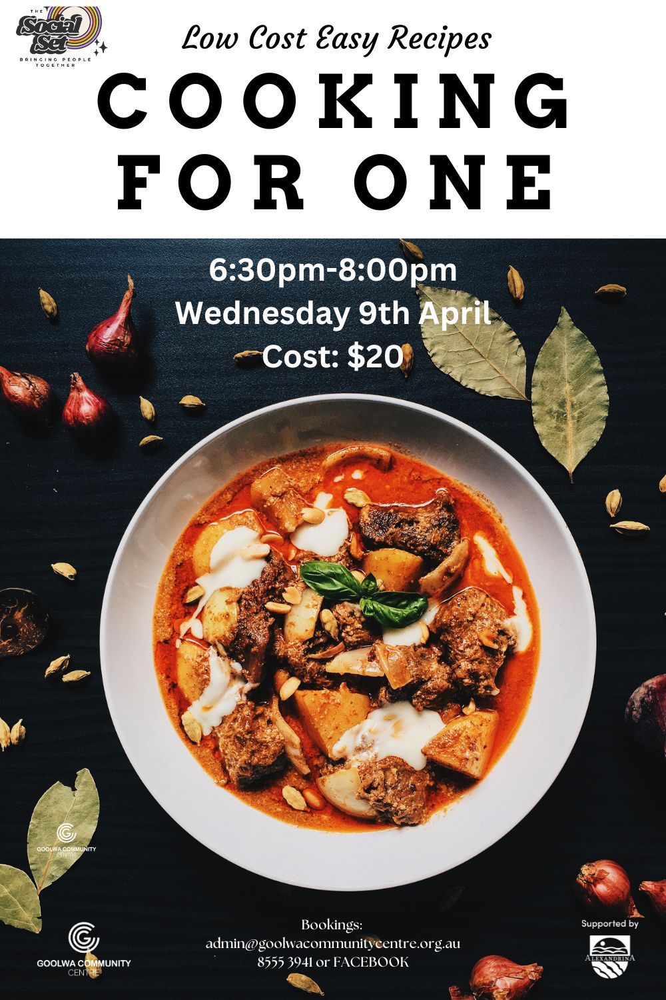 THE
Social
Set
BRINGING PEOPLE
TOGETHER
Low Cost Easy Recipes
COOKING
FOR ONE
6:30pm-8:00pm
Wednesday 9th April
Cost: $20
GOOLWA COMMUNITY
CENTRE
Bookings:
admin@goolwacommunitycentre.org.au
8555 3941 or FACEBOOK
GOOLWA COMMUNITY
CENTRE
Supported by
ALEXANDRINA